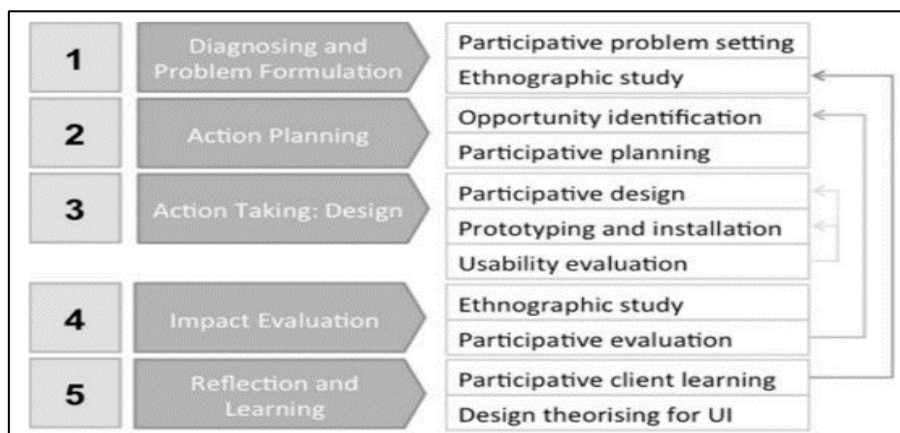 1
Diagnosing and
Problem Formulation
Participative problem setting
Ethnographic study
2
Action Planning
Opportunity identification
Participative planning
3
Action Taking: Design
Participative design
Prototyping and installation
Usability evaluation
4
Impact Evaluation
Ethnographic study
Participative evaluation
5
Reflection and
Learning
Participative client learning
Design theorising for UI